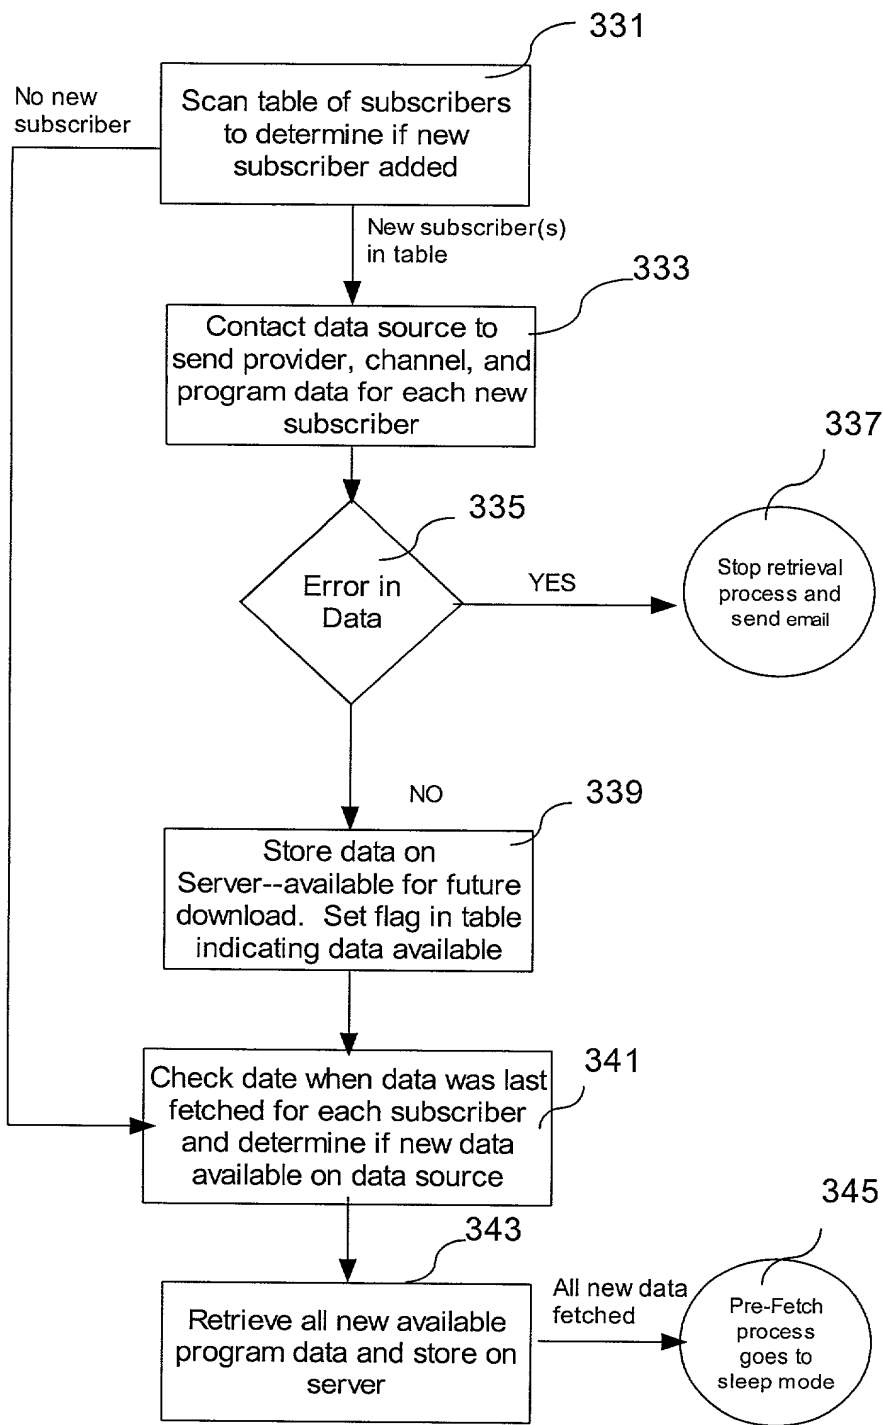 331
No new
subscriber
Scan table of subscribers
to determine if new
subscriber added
New subscriber(s)
in table
333
Contact data source to
send provider, channel, and
program data for each new
subscriber
337
335
Error in
Data
YES
Stop retrieval
process and
send email
NO
339
Store data on
Server--available for future
download. Set flag in table
indicating data available
341
Check date when data was last
fetched for each subscriber
and determine if new data
available on data source
345
343
Retrieve all new available
program data and store on
server
All new data
fetched
Pre-Fetch
process
goes to
sleep mode